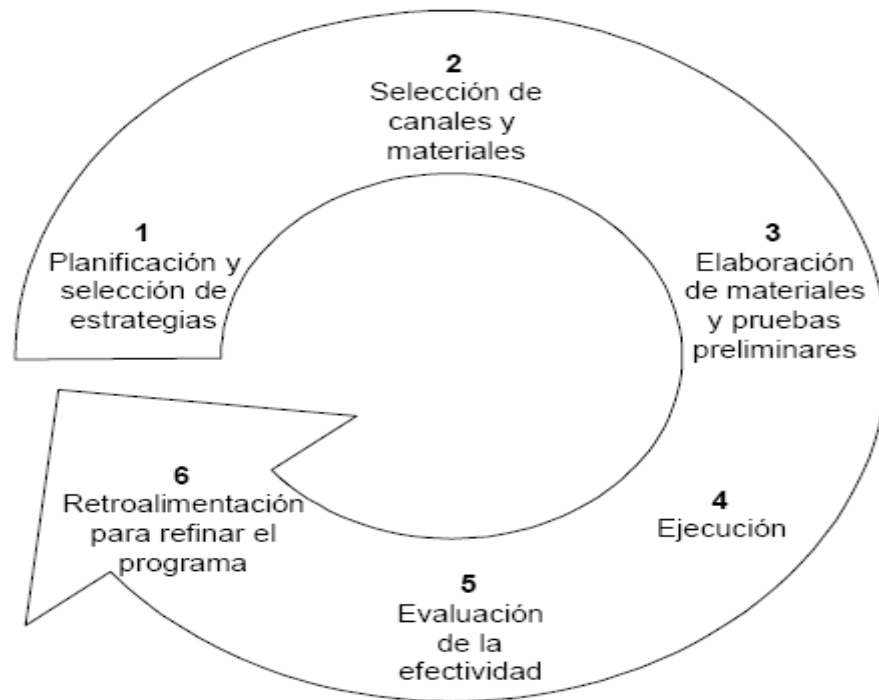 1
Planificación y
selección de
estrategias
2
Selección de
canales y
materiales
3
Elaboración
de materiales
y pruebas
preliminares
4
Ejecución
5
Evaluación
de la
efectividad
6
Retroalimentación
para refinar el
programa